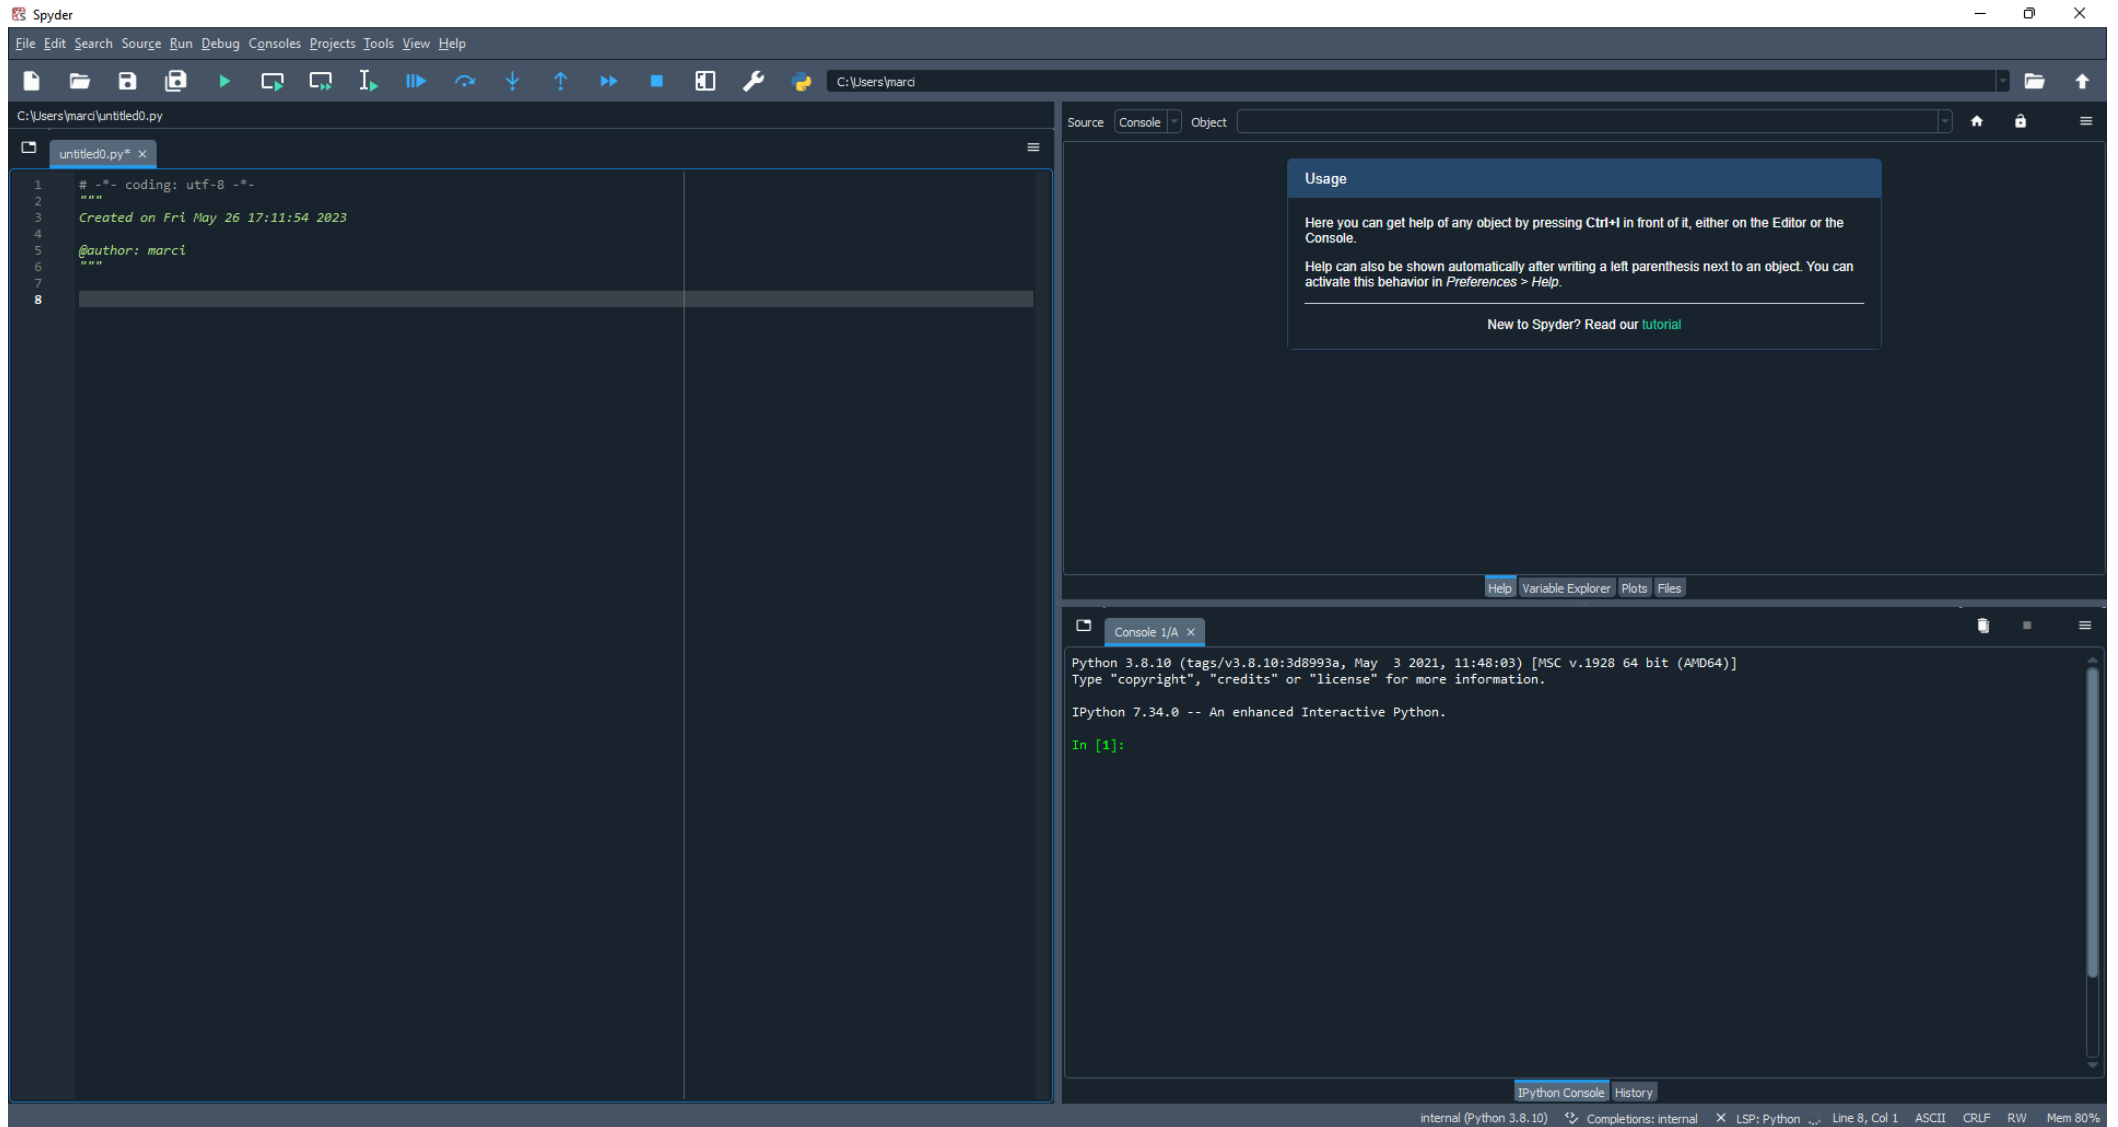 Spyder
File Edit Search Source Run Debug Consoles Projects Tools View Help
C:\Users\marci
C:\Users\marci\untitled0.py
untitled0.py*
1 # -*- coding: utf-8 -*-
2 """
3 Created on Fri May 26 17:11:54 2023
4
5 @author: marci
6 """
7
8
Source Console Object
Usage
Here you can get help of any object by pressing Ctrl+I in front of it, either on the Editor or the
Console.
Help can also be shown automatically after writing a left parenthesis next to an object. You can
activate this behavior in Preferences > Help.
New to Spyder? Read our tutorial
Help Variable Explorer Plots Files
Console 1/A
Python 3.8.10 (tags/v3.8.10:3d8993a, May  3 2021, 11:48:03) [MSC v.1928 64 bit (AMD64)]
Type "copyright", "credits" or "license" for more information.
IPython 7.34.0 -- An enhanced Interactive Python.
In [1]:
IPython Console History
internal (Python 3.8.10) Completions: internal LSP: Python Line 8, Col 1 ASCII CRLF RW Mem 80%